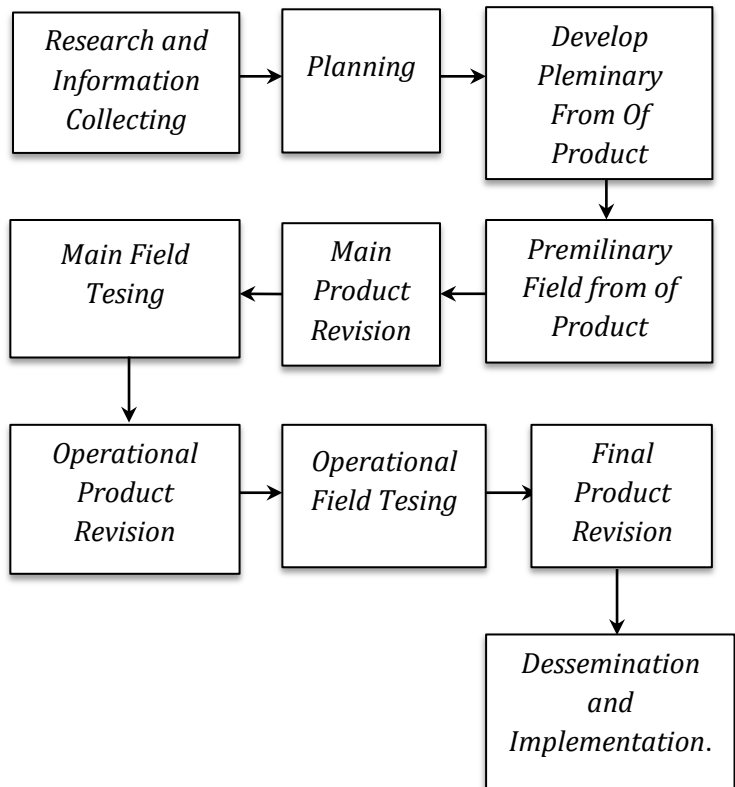 Research and
Information
Collecting
Planning
Develop
Pleminary
From Of
Product
Premilinary
Field from of
Product
Main
Product
Revision
Main Field
Tesing
Operational
Product
Revision
Operational
Field Tesing
Final
Product
Revision
Dessemination
and
Implementation.